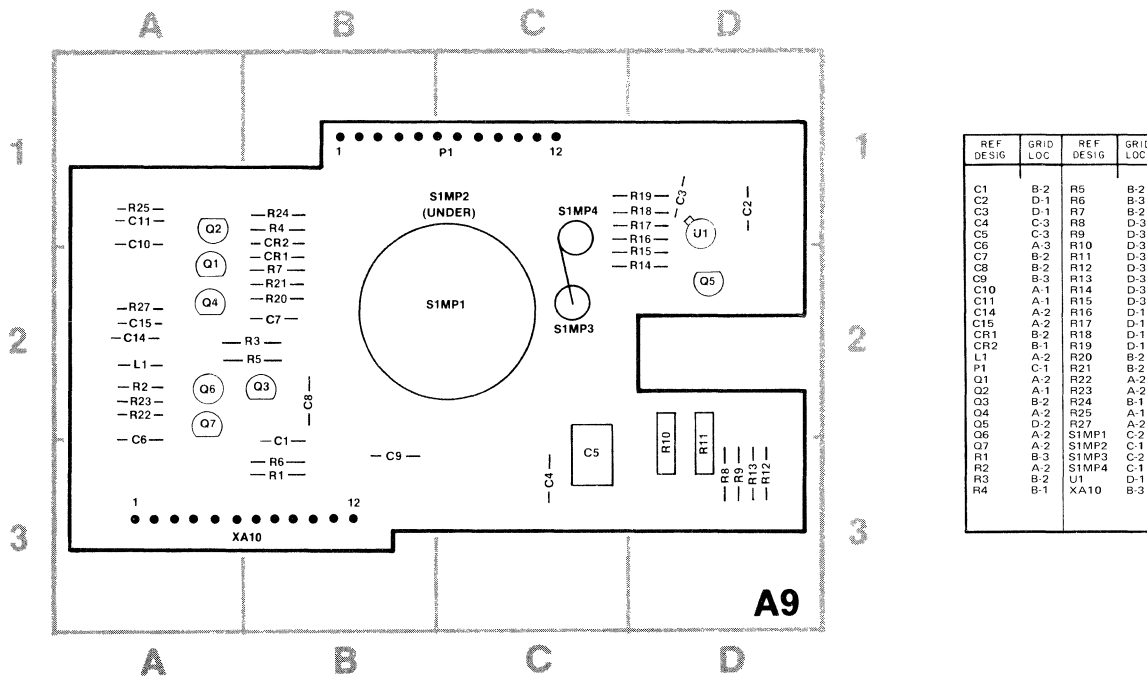 A B C D
1 1
1 P1 12
R19
R18
R17
R16
R15
R14
C3
C2
U1
Q5
S1MP2
(UNDER)
S1MP4
S1MP1
S1MP3
R25
C11
C10
Q2
Q1
Q4
R24
R4
CR2
CR1
R7
R21
R20
C7
R27
C15
C14
2 2
R3
R5
L1
R2
R23
R22
C6
Q6
Q3
Q7
C8
C1
R6
R1
C9
C4
C5
R10
R11
R8
R9
R13
R12
1 12
XA10
3 3
A9
A B C D
REF DESIG GRID LOC REF DESIG GRID LOC
C1 B-2 R5 B-2
C2 D-1 R6 B-3
C3 D-1 R7 B-2
C4 C-3 R8 D-3
C5 C-3 R9 D-3
C6 A-3 R10 D-3
C7 B-2 R11 D-3
C8 B-2 R12 D-3
C9 B-3 R13 D-3
C10 A-1 R14 D-3
C11 A-1 R15 D-3
C14 A-2 R16 D-1
C15 A-2 R17 D-1
CR1 B-2 R18 D-1
CR2 B-1 R19 D-1
L1 A-2 R20 B-2
P1 C-1 R21 B-2
Q1 A-2 R22 A-2
Q2 A-1 R23 A-2
Q3 B-2 R24 B-1
Q4 A-2 R25 A-1
Q5 D-2 R27 A-2
Q6 A-2 S1MP1 C-2
Q7 A-2 S1MP2 C-1
R1 B-3 S1MP3 C-2
R2 A-2 S1MP4 C-1
R3 B-2 U1 D-1
R4 B-1 XA10 B-3